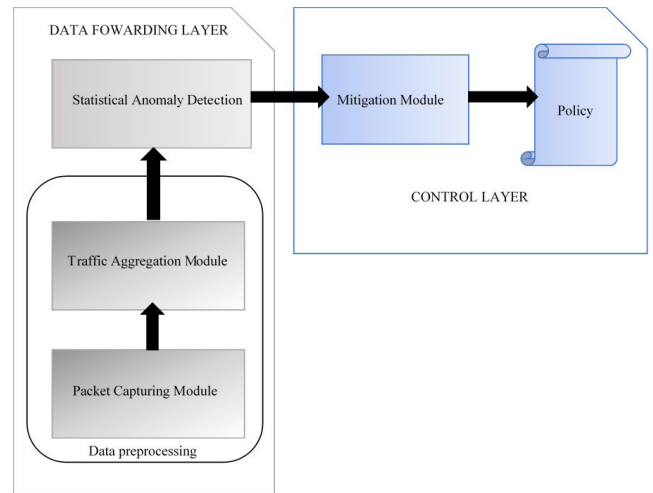 DATA FOWARDING LAYER
Statistical Anomaly Detection
Traffic Aggregation Module
Packet Capturing Module
Data preprocessing
Mitigation Module
Policy
CONTROL LAYER